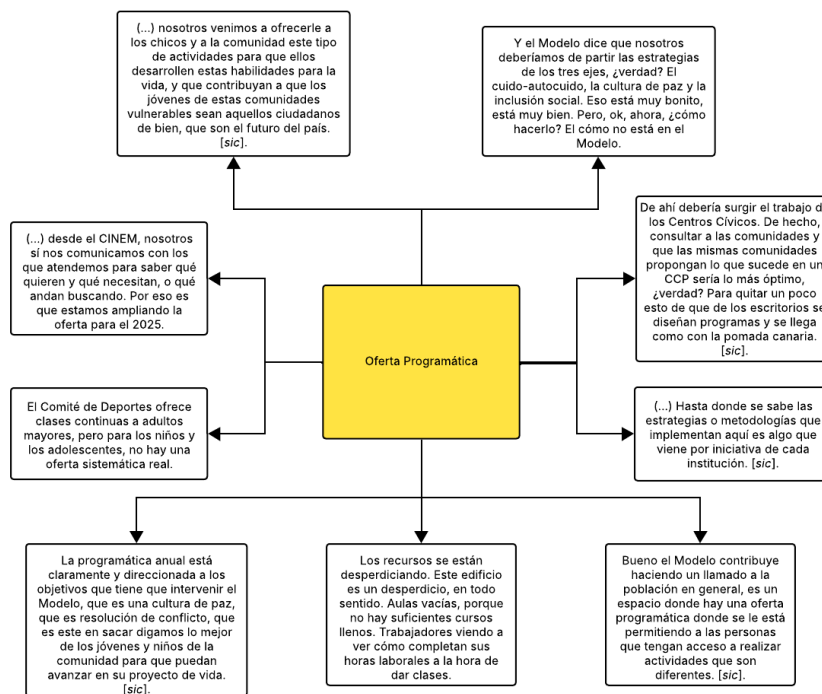 (...) nosotros venimos a ofrecerle a
los chicos y a la comunidad este tipo
de actividades para que ellos
desarrollen estas habilidades para la
vida, y que contribuyan a que los
jóvenes de estas comunidades
vulnerables sean aquellos ciudadanos
de bien, que son el futuro del país.
[sic].
Y el Modelo dice que nosotros
deberíamos de partir las estrategias
de los tres ejes, ¿verdad? El
cuido-autocuido, la cultura de paz y la
inclusión social. Eso está muy bonito,
está muy bien. Pero, ok, ahora, ¿cómo
hacerlo? El cómo no está en el
Modelo.
(...) desde el CINEM, nosotros
sí nos comunicamos con los
que atendemos para saber qué
quieren y qué necesitan, o qué
andan buscando. Por eso es
que estamos ampliando la
oferta para el 2025.
De ahí debería surgir el trabajo d
los Centros Cívicos. De hecho,
consultar a las comunidades y
que las mismas comunidades
propongan lo que sucede en un
CCP sería lo más óptimo,
¿verdad? Para quitar un poco
esto de que de los escritorios se
diseñan programas y se llega
como con la pomada canaria.
[sic].
Oferta Programática
El Comité de Deportes ofrece
clases continuas a adultos
mayores, pero para los niños y
los adolescentes, no hay una
oferta sistemática real.
(...) Hasta donde se sabe las
estrategias o metodologías que
implementan aquí es algo que
viene por iniciativa de cada
institución. [sic].
La programática anual está
claramente y direccionada a los
objetivos que tiene que intervenir el
Modelo, que es una cultura de paz,
que es resolución de conflicto, que
es este en sacar digamos lo mejor
de los jóvenes y niños de la
comunidad para que puedan
avanzar en su proyecto de vida.
[sic].
Los recursos se están
desperdiciando. Este edificio
es un desperdicio, en todo
sentido. Aulas vacías, porque
no hay suficientes cursos
llenos. Trabajadores viendo a
ver cómo completan sus
horas laborales a la hora de
dar clases.
Bueno el Modelo contribuye
haciendo un llamado a la
población en general, es un
espacio donde hay una oferta
programática donde se le está
permitiendo a las personas
que tengan acceso a realizar
actividades que son
diferentes. [sic].